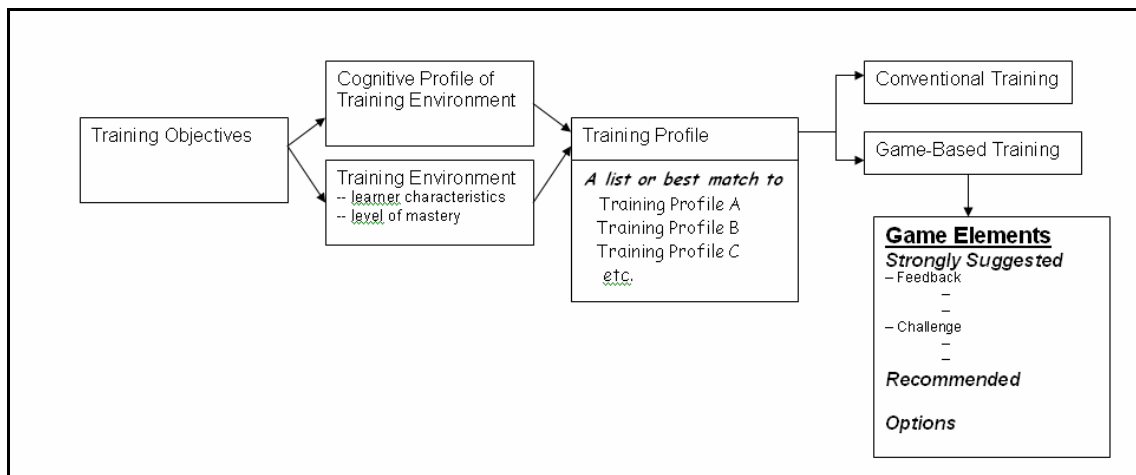 Training Objectives
Cognitive Profile of
Training Environment
Training Environment
-- learner characteristics
-- level of mastery
Training Profile
A list or best match to
Training Profile A
Training Profile B
Training Profile C
etc.
Conventional Training
Game-Based Training
Game Elements
Strongly Suggested
– Feedback
–
–
– Challenge
–
–
Recommended
Options